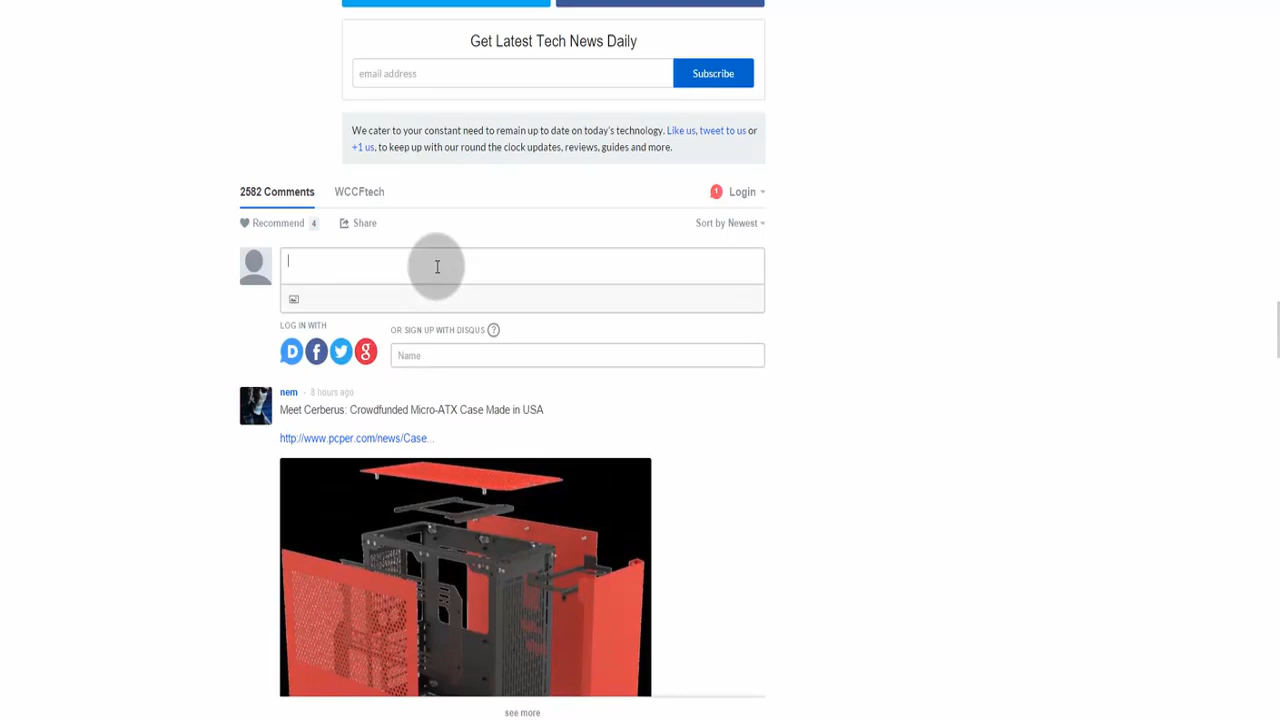 Get Latest Tech News Daily
email address
Subscribe
We cater to your constant need to remain up to date on today's technology. Like us, tweet to us or
+1 us, to keep up with our round the clock updates, reviews, guides and more.
2582 Comments WCCFtech 1 Login
Recommend 4 Share Sort by Newest
LOG IN WITH
OR SIGN UP WITH DISQUS ?
D f g
Name
nem · 8 hours ago
Meet Cerberus: Crowdfunded Micro-ATX Case Made in USA
http://www.pcper.com/news/Case...
see more